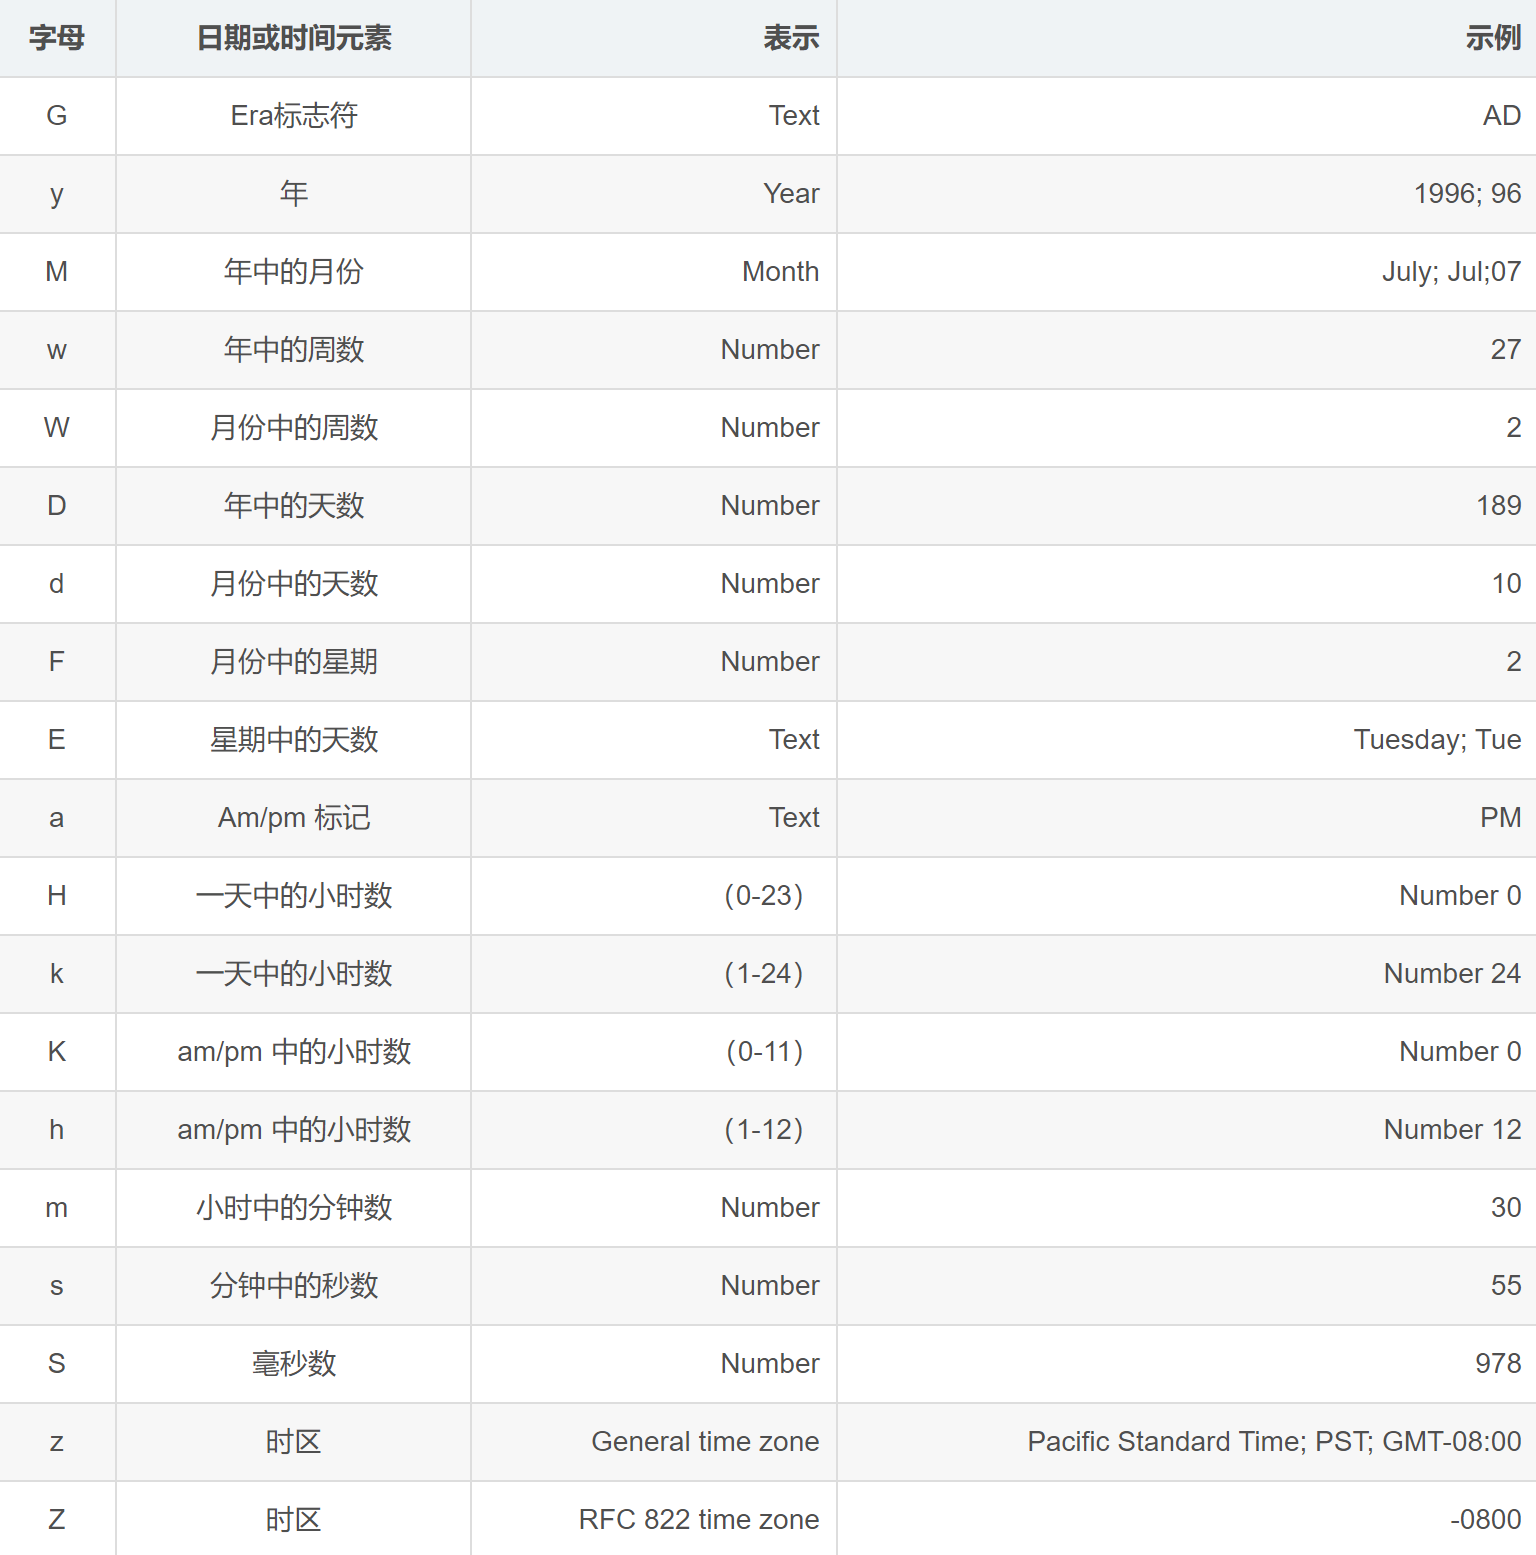 字母 日期或时间元素 表示 示例
G Era标志符 Text AD
y 年 Year 1996; 96
M 年中的月份 Month July; Jul;07
w 年中的周数 Number 27
W 月份中的周数 Number 2
D 年中的天数 Number 189
d 月份中的天数 Number 10
F 月份中的星期 Number 2
E 星期中的天数 Text Tuesday; Tue
a Am/pm 标记 Text PM
H 一天中的小时数 （0-23） Number 0
k 一天中的小时数 （1-24） Number 24
K am/pm 中的小时数 （0-11） Number 0
h am/pm 中的小时数 （1-12） Number 12
m 小时中的分钟数 Number 30
s 分钟中的秒数 Number 55
S 毫秒数 Number 978
z 时区 General time zone Pacific Standard Time; PST; GMT-08:00
Z 时区 RFC 822 time zone -0800